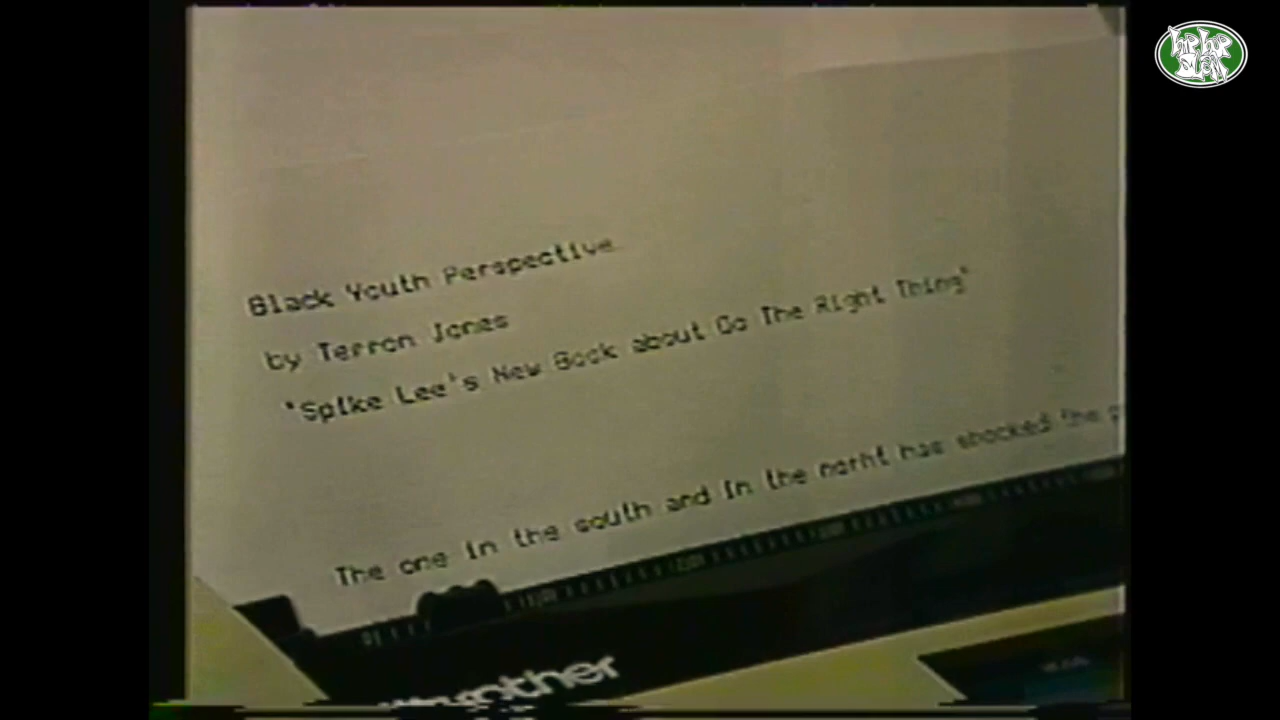 Black Youth Perspective
by Terron Jones
"Spike Lee's New Book about Do The Right Thing"
The one in the south and in the norht has shocked the p
brother